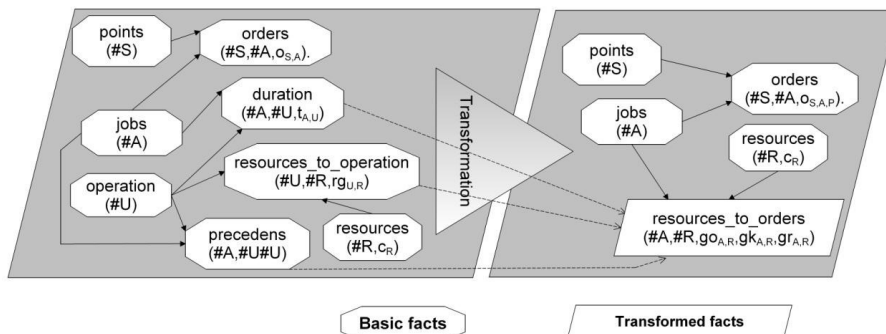 points
(#S)
orders
(#S,#A,oS,A).
duration
(#A,#U,tA,U)
jobs
(#A)
resources_to_operation
(#U,#R,rgU,R)
operation
(#U)
resources
(#R,cR)
precedens
(#A,#U#U)
Transformation
points
(#S)
orders
(#S,#A,oS,A,P).
jobs
(#A)
resources
(#R,cR)
resources_to_orders
(#A,#R,goA,R,gkA,R,grA,R)
Basic facts
Transformed facts